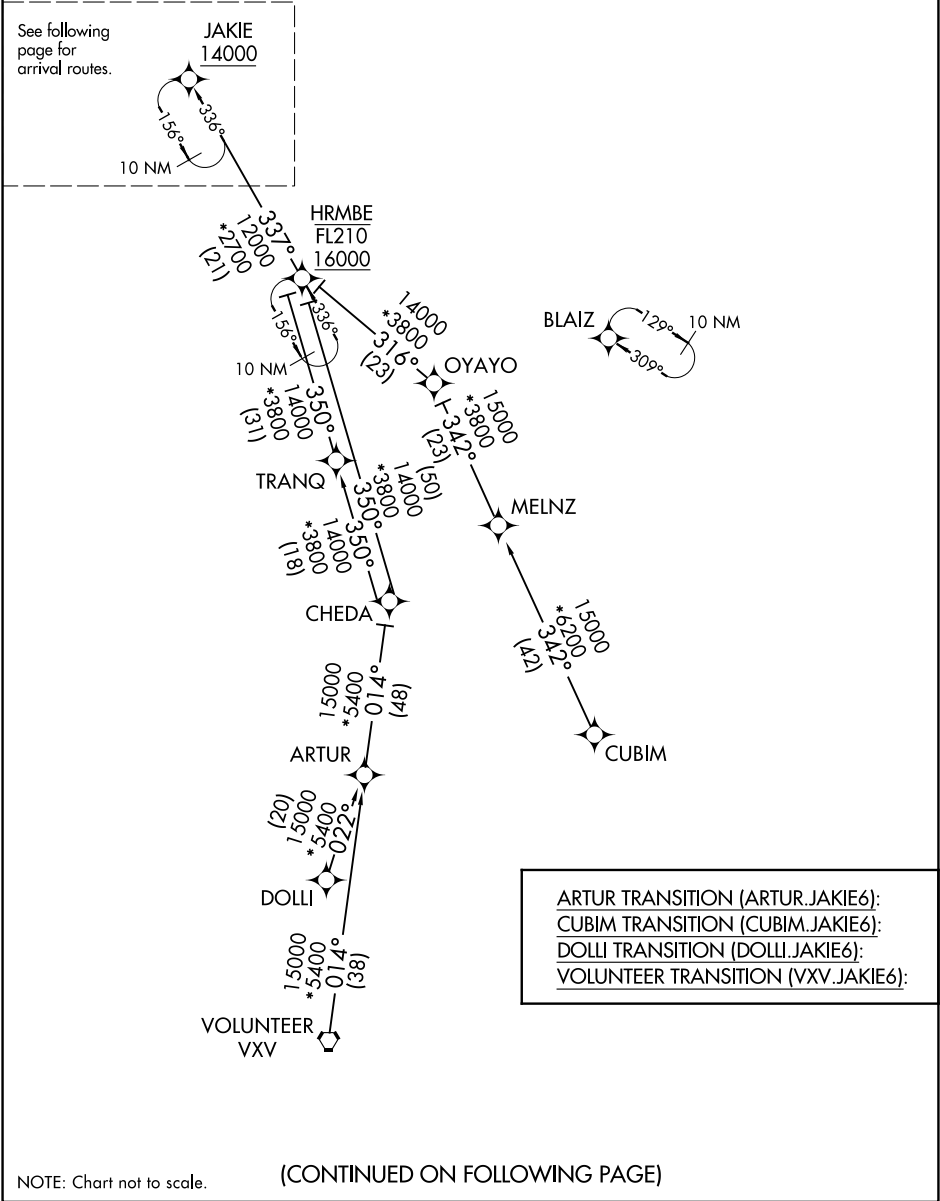 See following
page for
arrival routes.
JAKIE
14000
336°
156°
10 NM
337°
12000
*2700
(21)
HRMBE
FL210
16000
336°
156°
10 NM
14000
*3800
316°
(23)
BLAIZ
129°
309°
10 NM
OYAYO
350°
14000
*3800
(31)
15000
*3800
342°
(23)
TRANQ
(50)
14000
*3800
350°
MELNZ
350°
14000
*3800
(18)
CHEDA
15000
*6200
342°
(42)
15000
*5400
014°
(48)
CUBIM
ARTUR
(20)
15000
*5400
022°
DOLLI
ARTUR TRANSITION (ARTUR.JAKIE6):
CUBIM TRANSITION (CUBIM.JAKIE6):
DOLLI TRANSITION (DOLLI.JAKIE6):
VOLUNTEER TRANSITION (VXV.JAKIE6):
15000
*5400
014°
(38)
VOLUNTEER
VXV
NOTE: Chart not to scale.
(CONTINUED ON FOLLOWING PAGE)